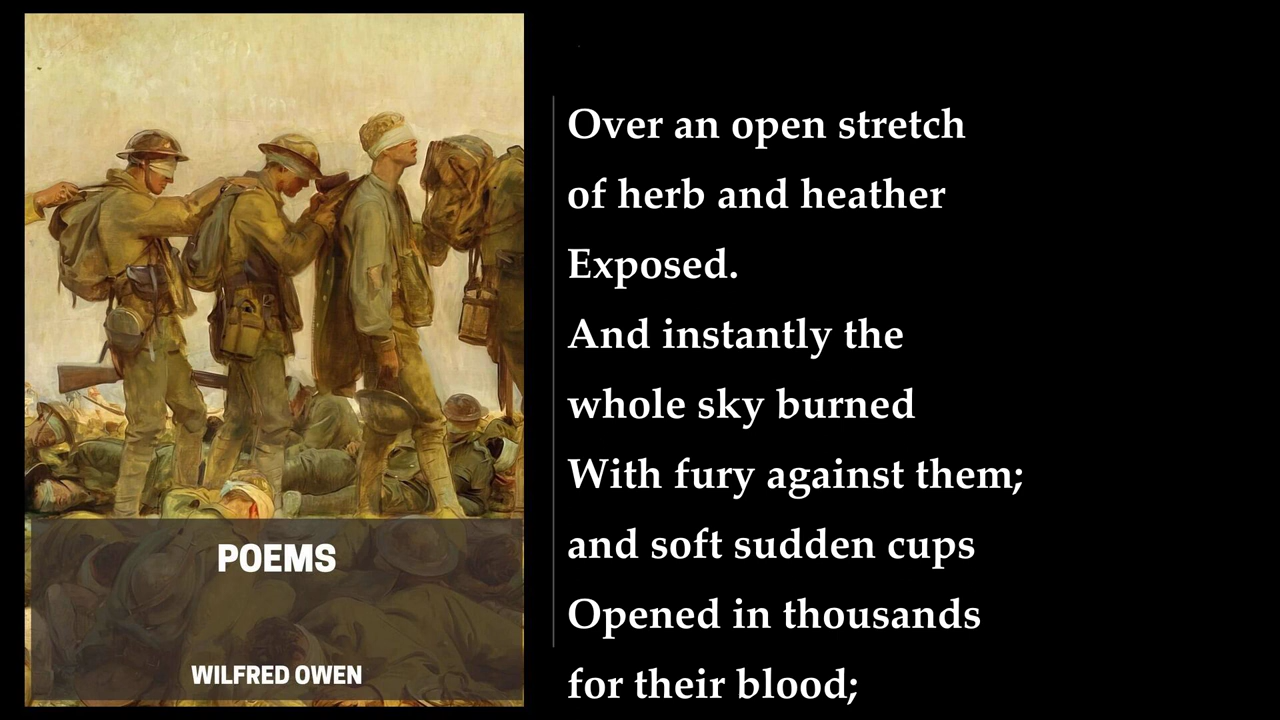 POEMS
WILFRED OWEN
Over an open stretch
of herb and heather
Exposed.
And instantly the
whole sky burned
With fury against them;
and soft sudden cups
Opened in thousands
for their blood;